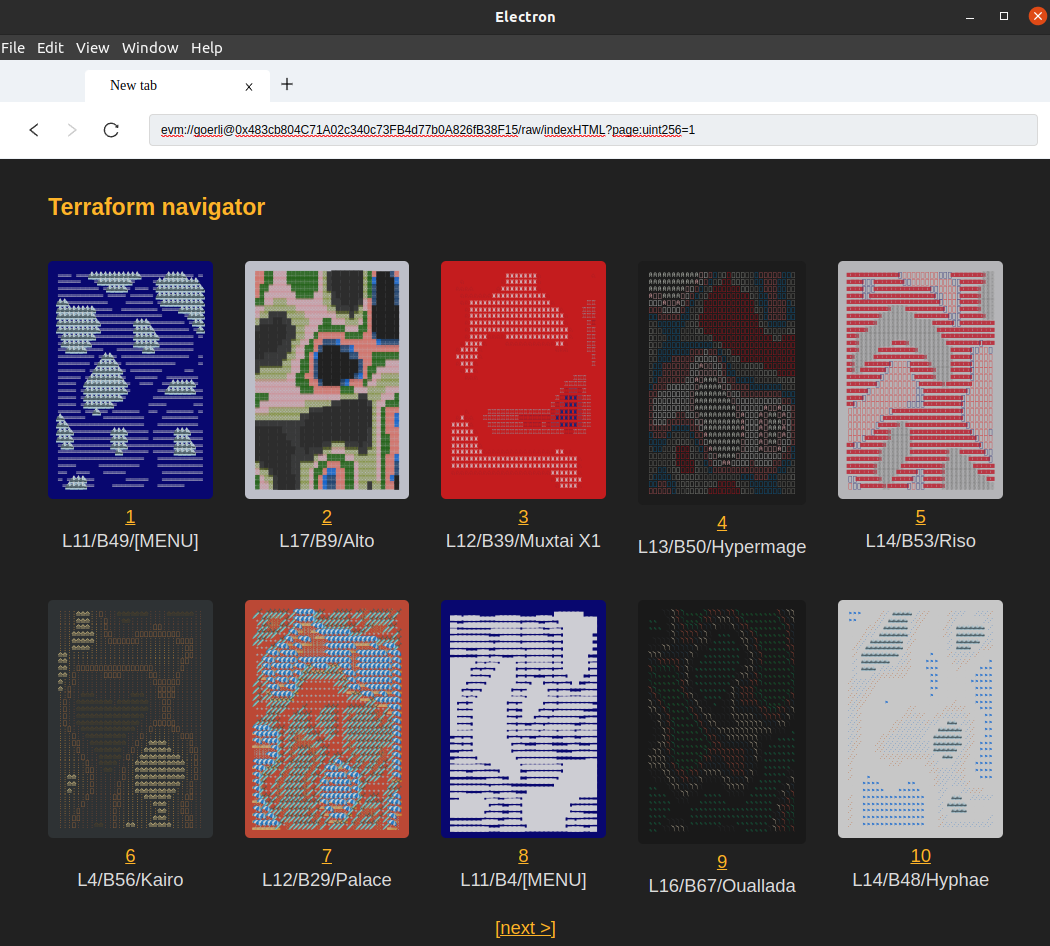 Electron
File Edit View Window Help
New tab x +
evm://goerli@0x483cb804C71A02c340c73FB4d77b0A826fB38F15/raw/indexHTML?page:uint256=1
Terraform navigator
1 2 3 4 5
L11/B49/[MENU] L17/B9/Alto L12/B39/Muxtai X1 L13/B50/Hypermage L14/B53/Riso
6 7 8 9 10
L4/B56/Kairo L12/B29/Palace L11/B4/[MENU] L16/B67/Ouallada L14/B48/Hyphae
[next >]